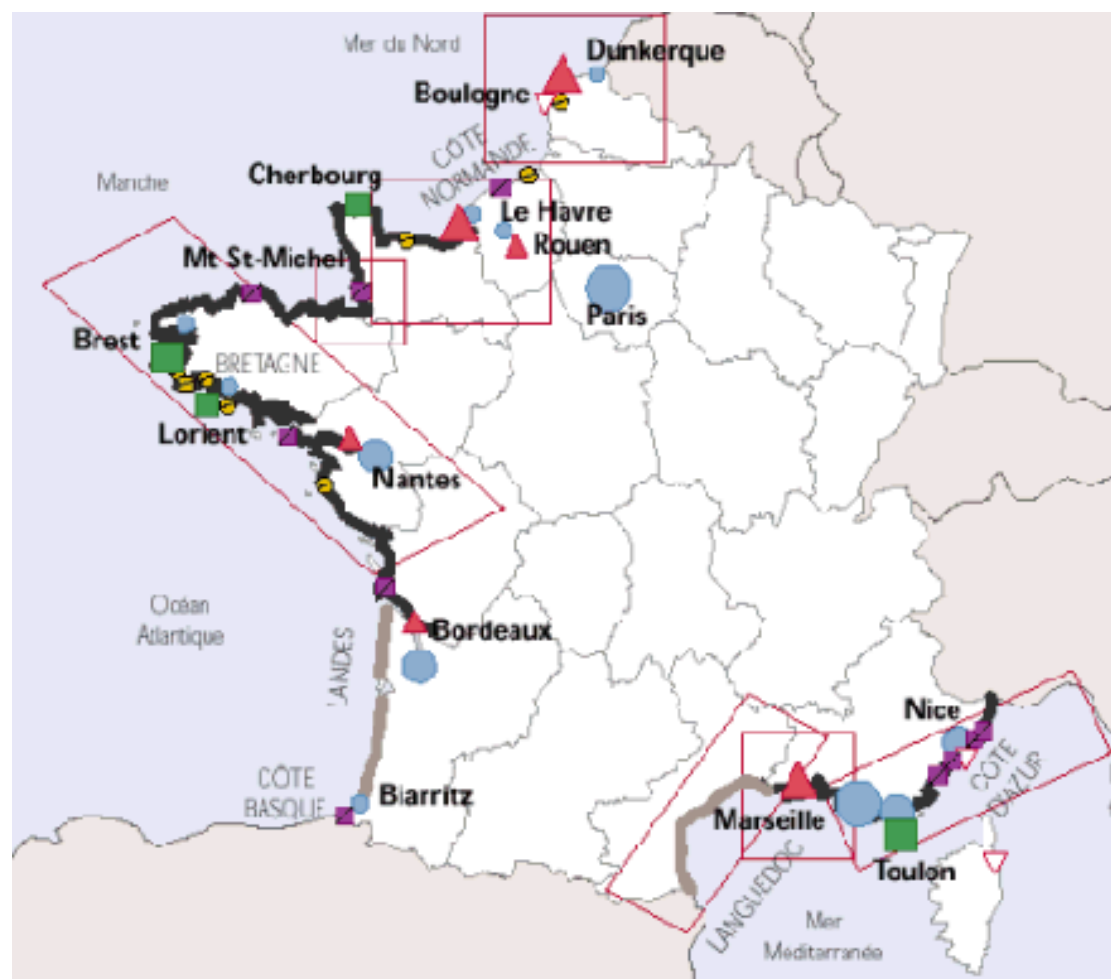 Mer du Nord
Dunkerque
Boulogne
CÔTE
NORMANDE
Cherbourg
Manche
Le Havre
Rouen
Mt St-Michel
Paris
Brest
BRETAGNE
Lorient
Nantes
Océan
Atlantique
LANDES
Bordeaux
Nice
CÔTE
D'AZUR
CÔTE
BASQUE
Biarritz
Marseille
Toulon
LANGUEDOC
Mer
Méditarranée